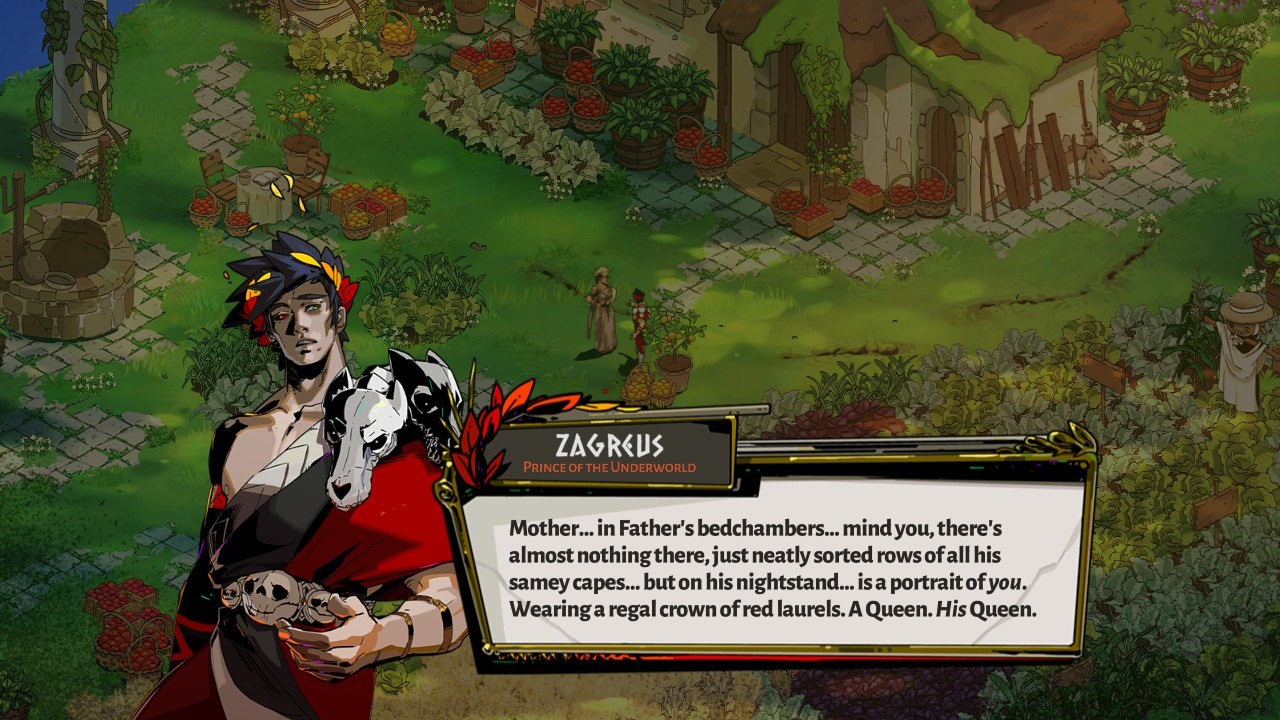 ZAGREUS
PRINCE OF THE UNDERWORLD
Mother... in Father's bedchambers... mind you, there's
almost nothing there, just neatly sorted rows of all his
samey capes... but on his nightstand... is a portrait of you.
Wearing a regal crown of red laurels. A Queen. His Queen.